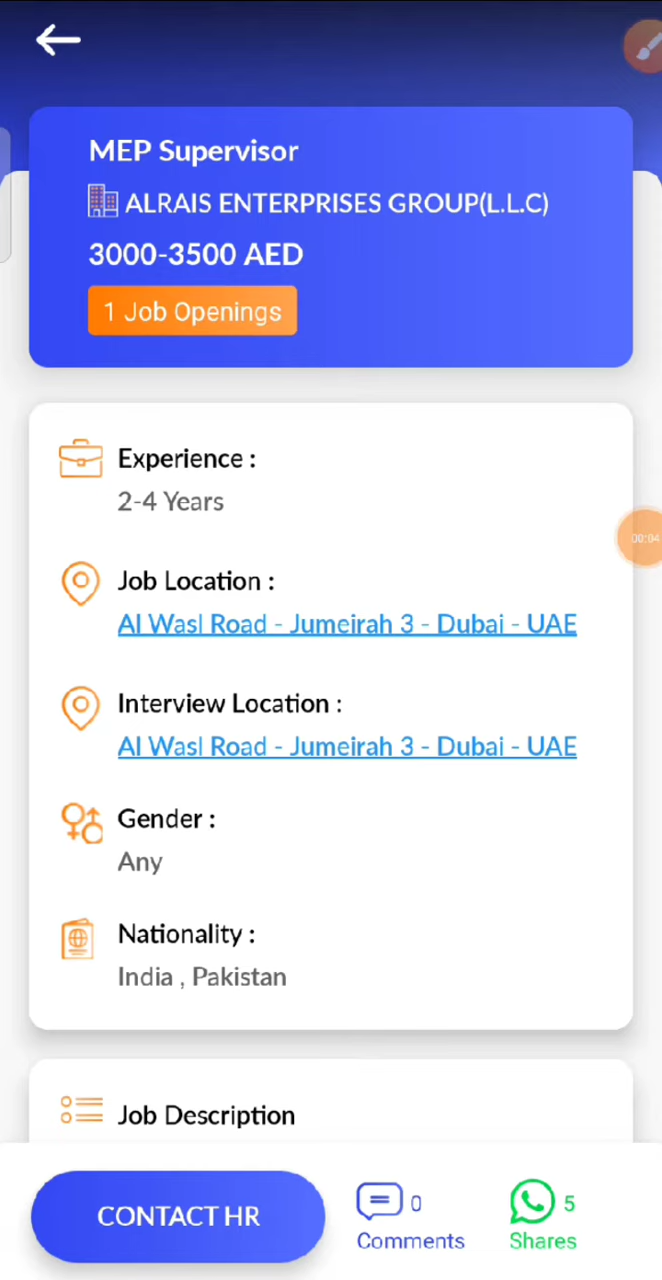 MEP Supervisor
ALRAIS ENTERPRISES GROUP(L.L.C)
3000-3500 AED
1 Job Openings
Experience :
2-4 Years
Job Location :
Al Wasl Road - Jumeirah 3 - Dubai - UAE
Interview Location :
Al Wasl Road - Jumeirah 3 - Dubai - UAE
Gender :
Any
Nationality :
India , Pakistan
Job Description
CONTACT HR
0
Comments
5
Shares
00:04